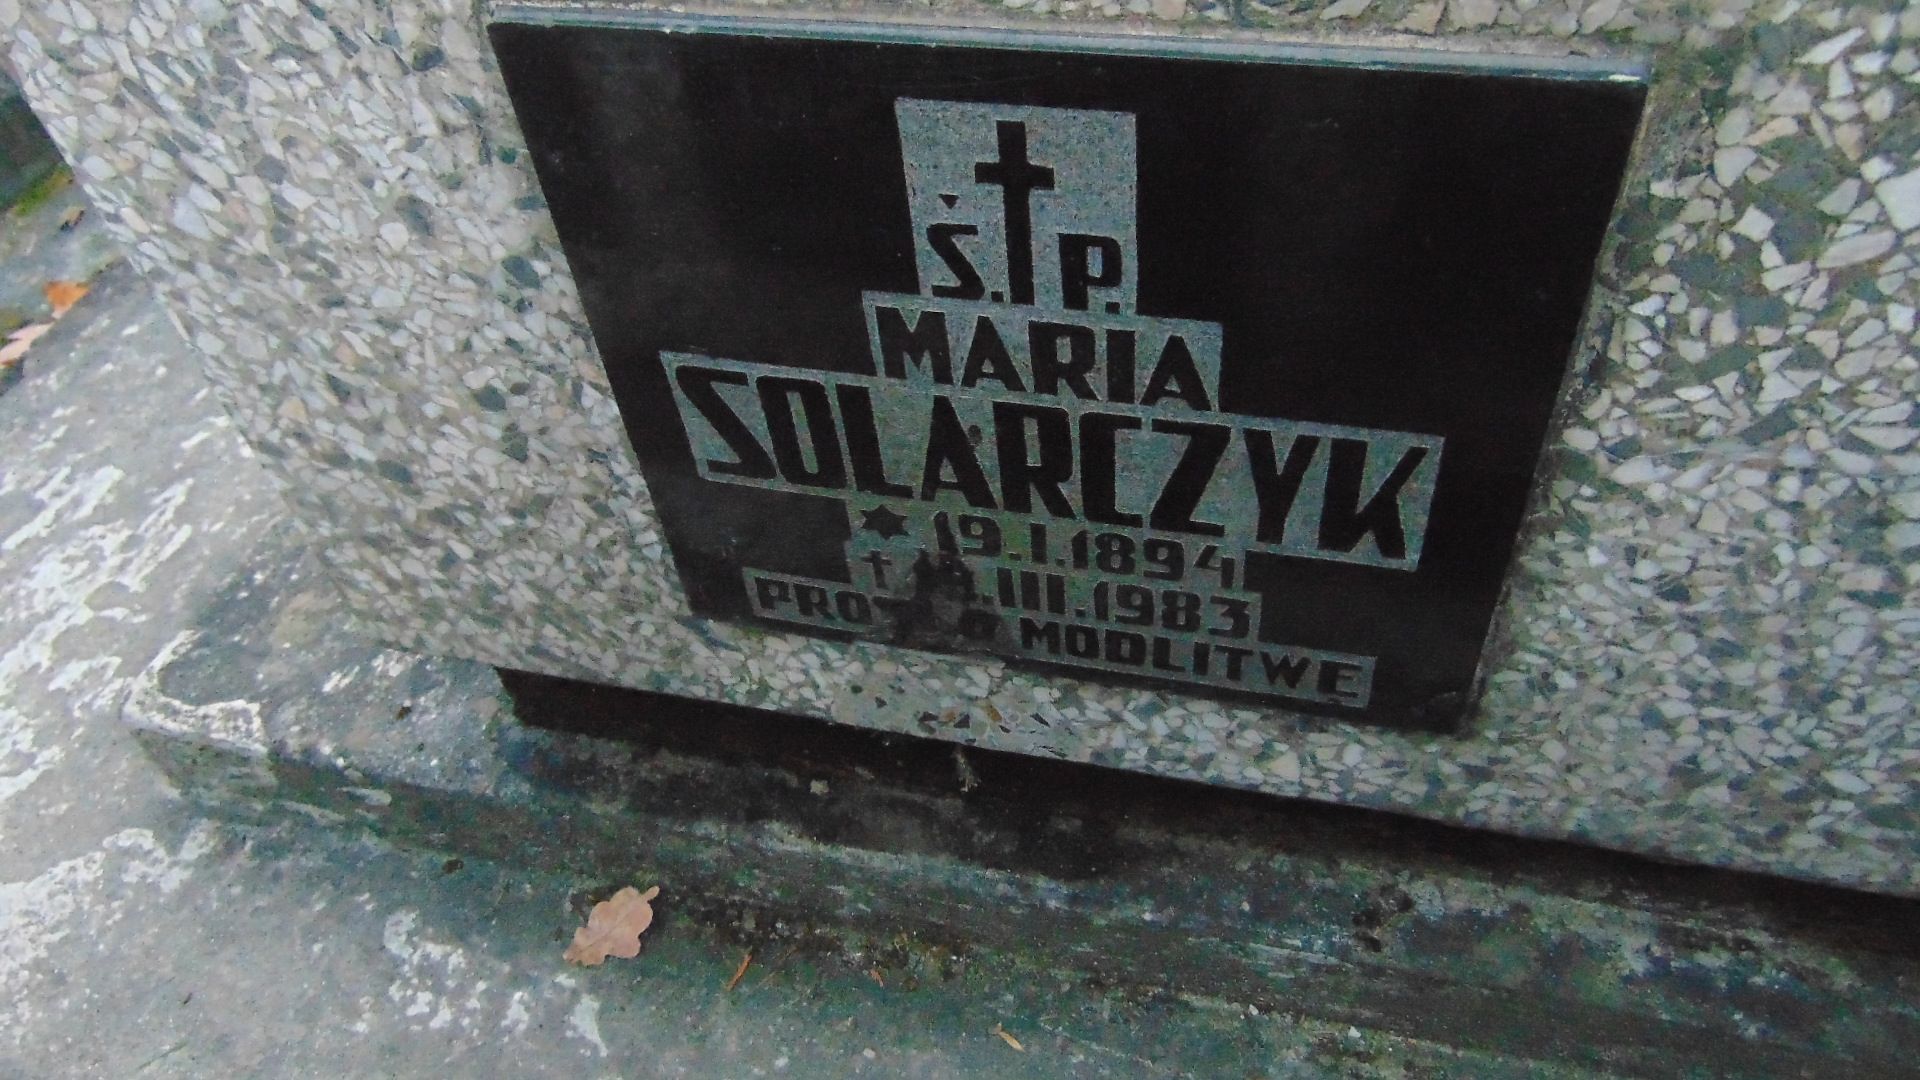 Ś. P.
MARIA
SOLARCZYK
19.I.1894
.III.1983
O MODLITWĘ